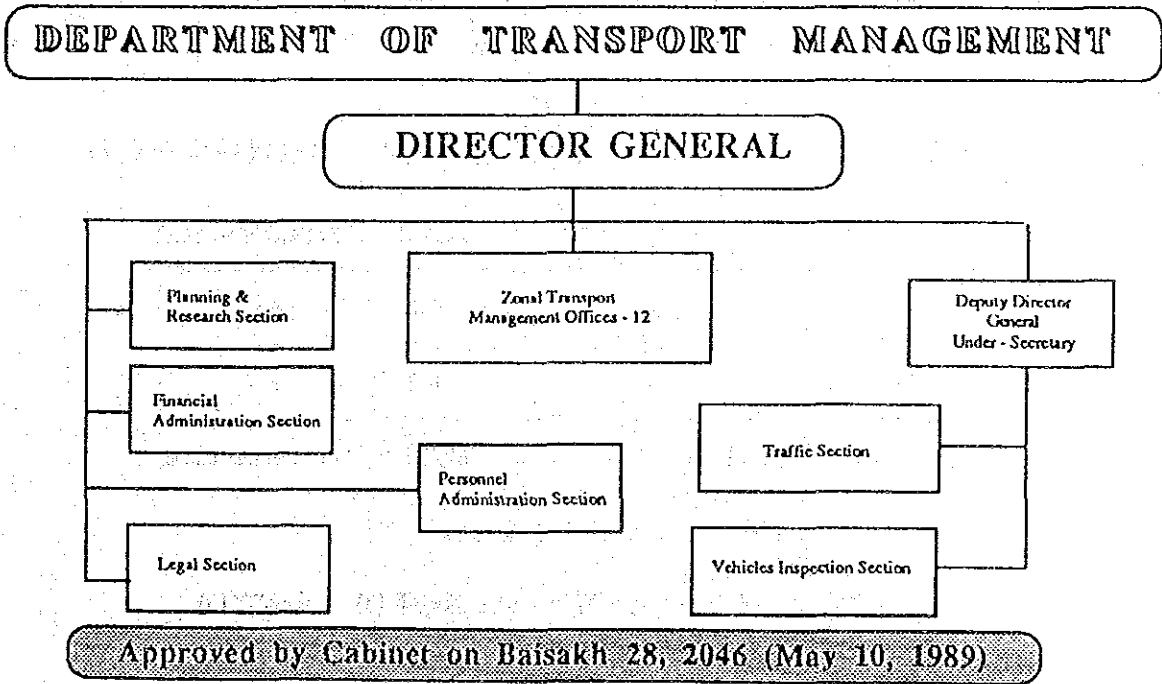 DEPARTMENT OF TRANSPORT MANAGEMENT
DIRECTOR GENERAL
Planning &
Research Section
Zonal Transport
Management Offices - 12
Deputy Director
General
Under - Secretary
Financial
Administration Section
Traffic Section
Personnel
Administration Section
Legal Section
Vehicles Inspection Section
Approved by Cabinet on Baisakh 28, 2046 (May 10, 1989)